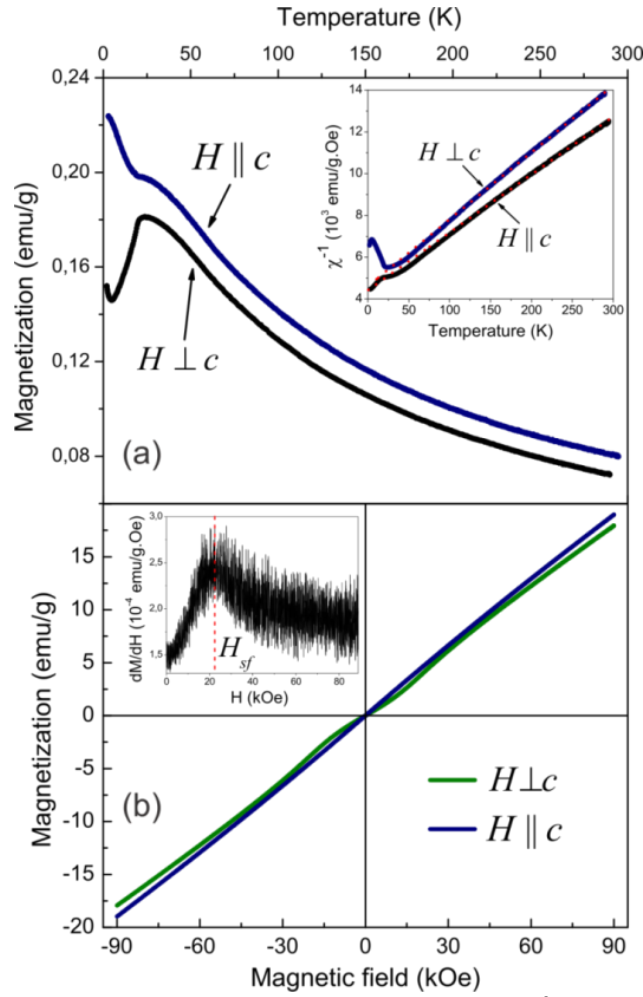 Temperature (K)
0 50 100 150 200 250 300
0,24
0,20
0,16
0,12
0,08
Magnetization (emu/g)
H || c
H ⊥ c
(a)
14
12
10
8
6
4
χ⁻¹ (10³ emu/g.Oe)
H ⊥ c
H || c
0 50 100 150 200 250 300
Temperature (K)
15
10
5
0
-5
-10
-15
-20
Magnetization (emu/g)
3,0
2,5
2,0
1,5
dM/dH (10⁻⁴ emu/g.Oe)
H_sf
0 20 40 60 80
H (kOe)
(b)
H⊥c
H || c
-90 -60 -30 0 30 60 90
Magnetic field (kOe)